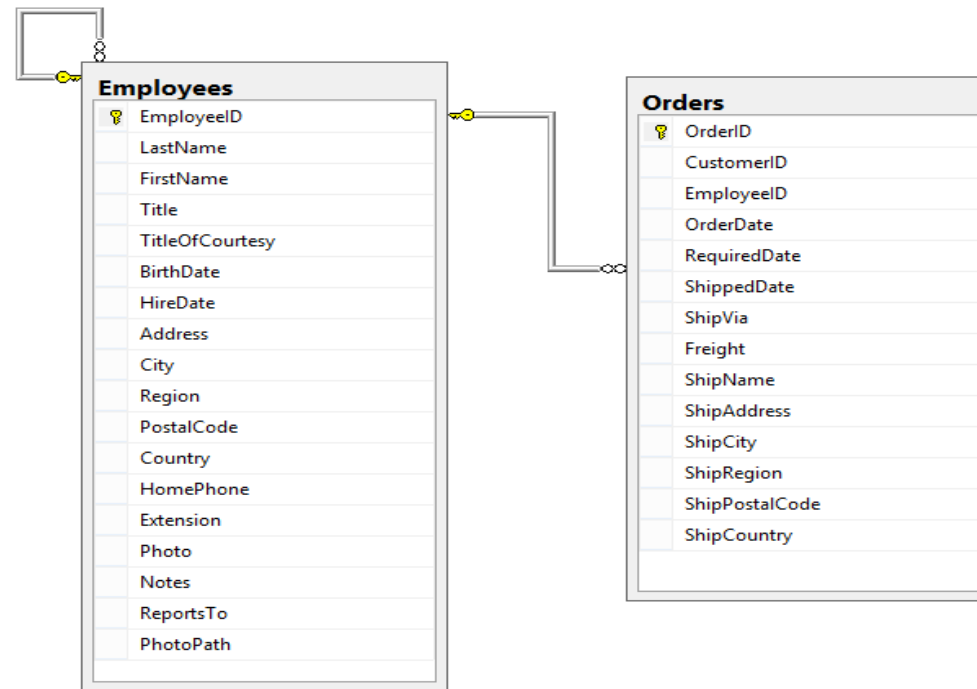 Employees
EmployeeID
LastName
FirstName
Title
TitleOfCourtesy
BirthDate
HireDate
Address
City
Region
PostalCode
Country
HomePhone
Extension
Photo
Notes
ReportsTo
PhotoPath
Orders
OrderID
CustomerID
EmployeeID
OrderDate
RequiredDate
ShippedDate
ShipVia
Freight
ShipName
ShipAddress
ShipCity
ShipRegion
ShipPostalCode
ShipCountry